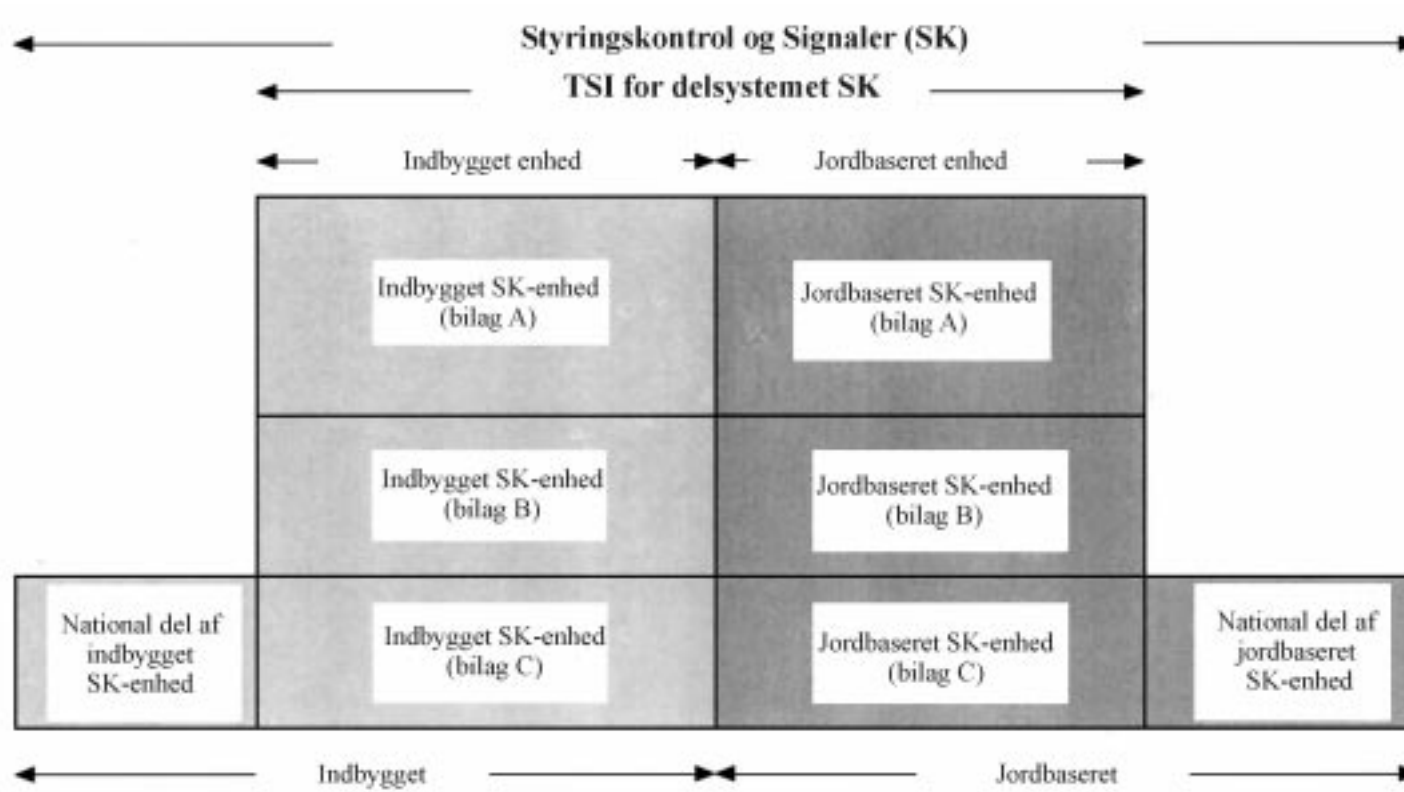 Styringskontrol og Signaler (SK)
TSI for delsystemet SK
Indbygget enhed
Jordbaseret enhed
Indbygget SK-enhed
(bilag A)
Jordbaseret SK-enhed
(bilag A)
Indbygget SK-enhed
(bilag B)
Jordbaseret SK-enhed
(bilag B)
National del af
indbygget
SK-enhed
Indbygget SK-enhed
(bilag C)
Jordbaseret SK-enhed
(bilag C)
National del af
jordbaseret
SK-enhed
Indbygget
Jordbaseret